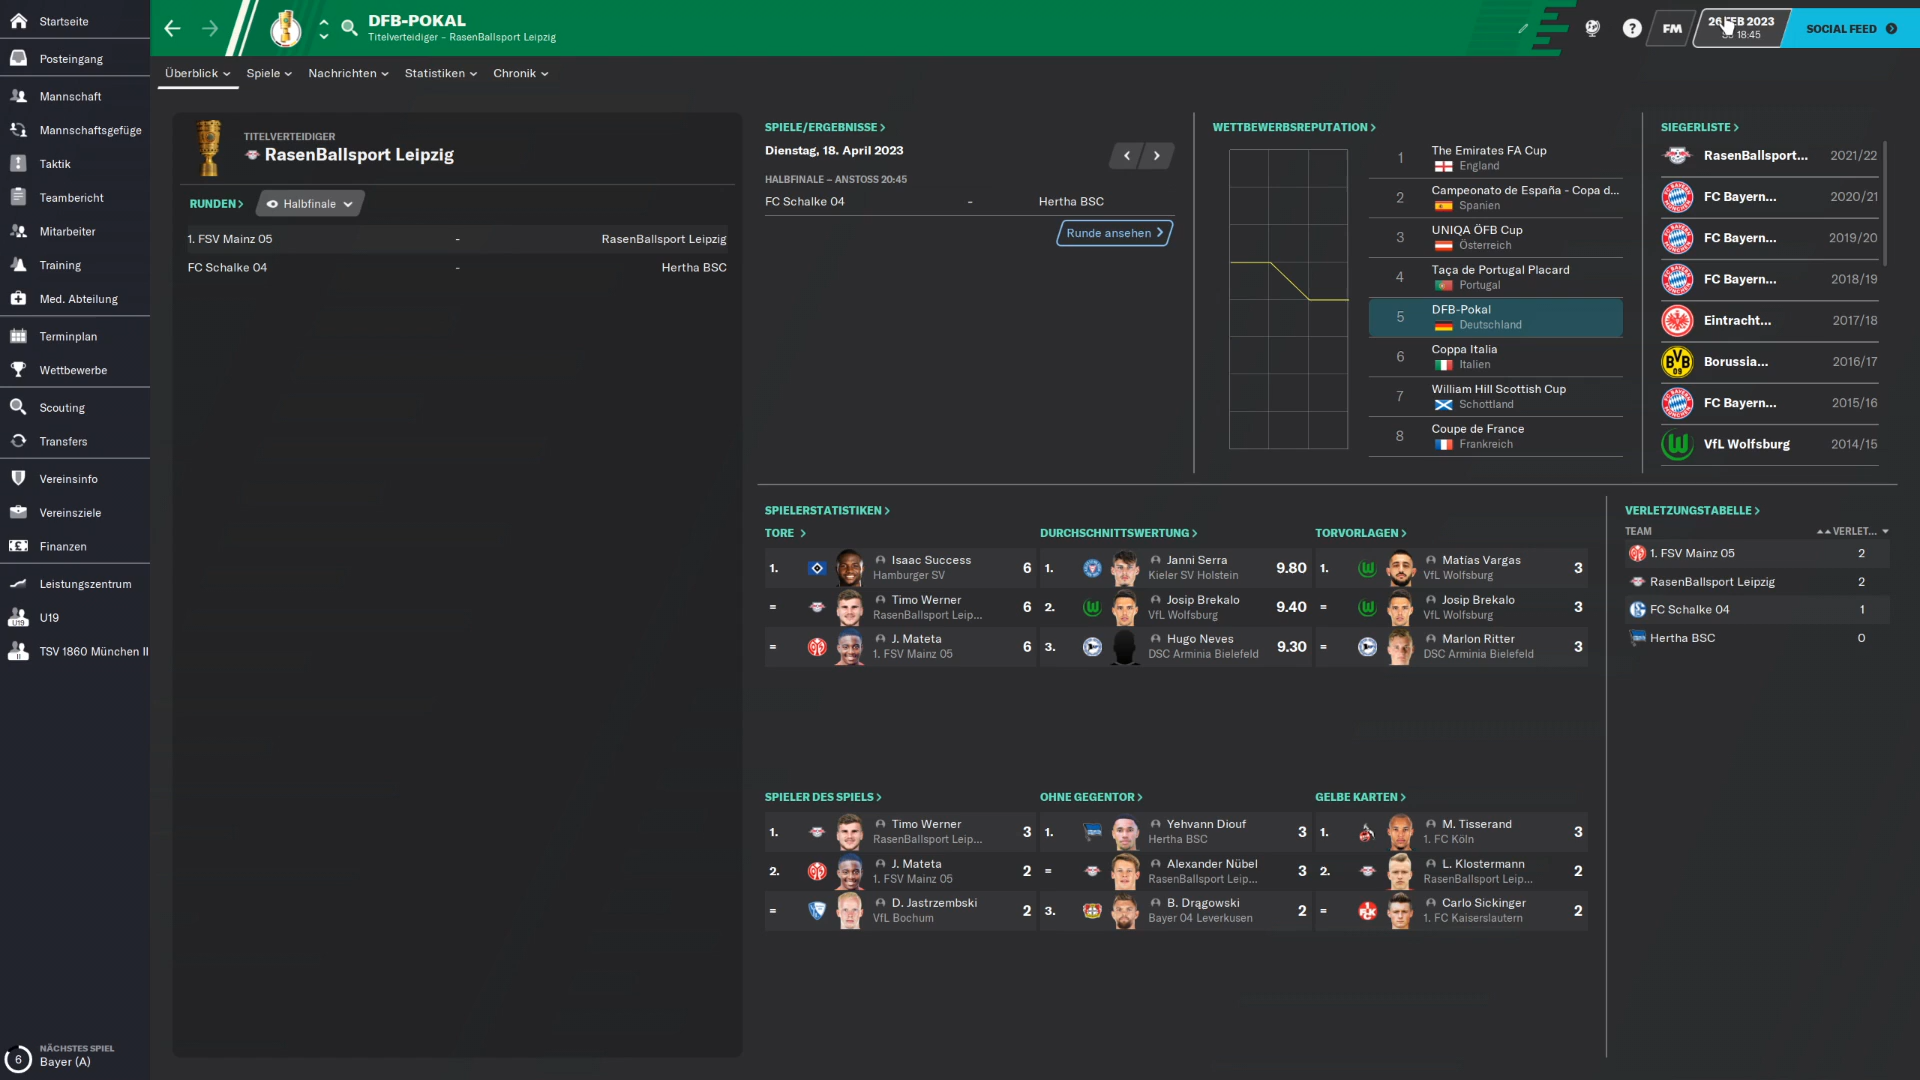 Startseite
Posteingang
Mannschaft
Mannschaftsgefüge
Taktik
Teambericht
Mitarbeiter
Training
Med. Abteilung
Terminplan
Wettbewerbe
Scouting
Transfers
Vereinsinfo
Vereinsziele
Finanzen
Leistungszentrum
U19
TSV 1860 München II
6
NÄCHSTES SPIEL
Bayer (A)
DFB-POKAL
Titelverteidiger – RasenBallsport Leipzig
?
FM
26 FEB 2023
18:45
SOCIAL FEED
Überblick
Spiele
Nachrichten
Statistiken
Chronik
TITELVERTEIDIGER
RasenBallsport Leipzig
RUNDEN
Halbfinale
1. FSV Mainz 05 - RasenBallsport Leipzig
FC Schalke 04 - Hertha BSC
SPIELE/ERGEBNISSE
Dienstag, 18. April 2023
HALBFINALE – ANSTOSS 20:45
FC Schalke 04 - Hertha BSC
Runde ansehen
WETTBEWERBSREPUTATION
1 The Emirates FA Cup
England
2 Campeonato de España - Copa d...
Spanien
3 UNIQA ÖFB Cup
Österreich
4 Taça de Portugal Placard
Portugal
5 DFB-Pokal
Deutschland
6 Coppa Italia
Italien
7 William Hill Scottish Cup
Schottland
8 Coupe de France
Frankreich
SIEGERLISTE
RasenBallsport... 2021/22
FC Bayern... 2020/21
FC Bayern... 2019/20
FC Bayern... 2018/19
Eintracht... 2017/18
Borussia... 2016/17
FC Bayern... 2015/16
VfL Wolfsburg 2014/15
SPIELERSTATISTIKEN
TORE
1. Isaac Success 6
Hamburger SV
= Timo Werner 6
RasenBallsport Leip...
= J. Mateta 6
1. FSV Mainz 05
DURCHSCHNITTSWERTUNG
1. Janni Serra 9.80
Kieler SV Holstein
2. Josip Brekalo 9.40
VfL Wolfsburg
3. Hugo Neves 9.30
DSC Arminia Bielefeld
TORVORLAGEN
1. Matías Vargas 3
VfL Wolfsburg
= Josip Brekalo 3
VfL Wolfsburg
= Marlon Ritter 3
DSC Arminia Bielefeld
VERLETZUNGSTABELLE
TEAM VERLET...
1. FSV Mainz 05 2
RasenBallsport Leipzig 2
FC Schalke 04 1
Hertha BSC 0
SPIELER DES SPIELS
1. Timo Werner 3
RasenBallsport Leip...
2. J. Mateta 2
1. FSV Mainz 05
= D. Jastrzembski 2
VfL Bochum
OHNE GEGENTOR
1. Yehvann Diouf 3
Hertha BSC
= Alexander Nübel 3
RasenBallsport Leip...
3. B. Drągowski 2
Bayer 04 Leverkusen
GELBE KARTEN
1. M. Tisserand 3
1. FC Köln
2. L. Klostermann 2
RasenBallsport Leip...
= Carlo Sickinger 2
1. FC Kaiserslautern